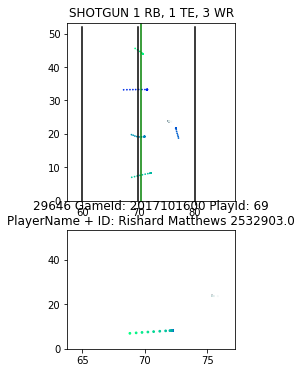 SHOTGUN 1 RB, 1 TE, 3 WR
50
40
30
20
10
0
60 70 80
29646 GameId: 2017101600 PlayId: 69
PlayerName + ID: Rishard Matthews 2532903.0
40
20
0
65 70 75